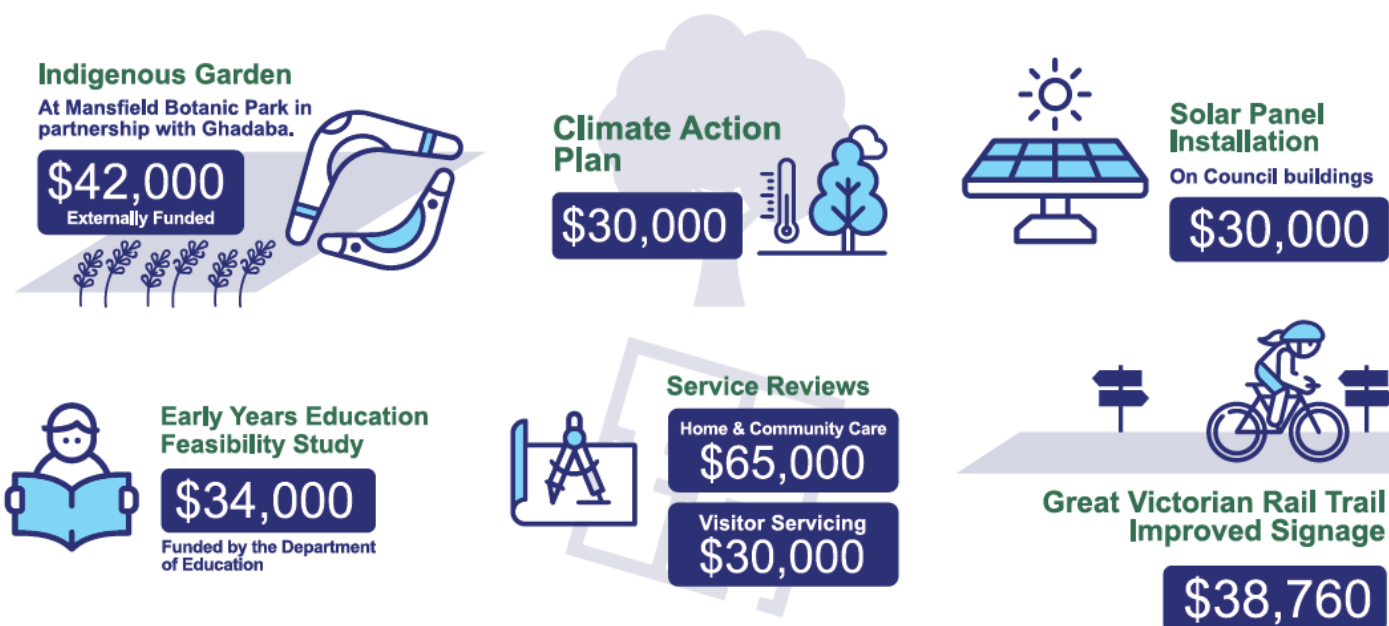 Indigenous Garden
At Mansfield Botanic Park in
partnership with Ghadaba.
$42,000
Externally Funded
Climate Action
Plan
$30,000
Solar Panel
Installation
On Council buildings
$30,000
Early Years Education
Feasibility Study
$34,000
Funded by the Department
of Education
Service Reviews
Home & Community Care
$65,000
Visitor Servicing
$30,000
Great Victorian Rail Trail
Improved Signage
$38,760